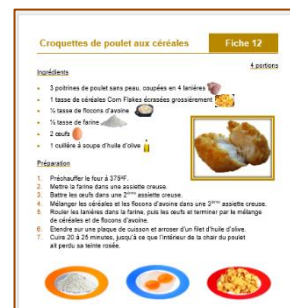 Croquettes de poulet aux céréales
Fiche 12
4 portions
Ingrédients
3 poitrines de poulet sans peau, coupées en 4 lanières
1 tasse de céréales Corn Flakes écrasées grossièrement
½ tasse de flocons d'avoine
½ tasse de farine
2 œufs
1 cuillère à soupe d'huile d'olive
Préparation
1. Préchauffer le four à 375ºF.
2. Mettre la farine dans une assiette creuse.
3. Battre les œufs dans une 2ème assiette creuse.
4. Mélanger les céréales et les flocons d'avoine dans une 3ème assiette creuse.
5. Rouler les lanières dans la farine, puis les œufs et terminer par le mélange
de céréales et de flocons d'avoine.
6. Étendre sur une plaque de cuisson et arroser d'un filet d'huile d'olive.
7. Cuire 20 à 25 minutes, jusqu'à ce que l'intérieur de la chair du poulet
ait perdu sa teinte rosée.